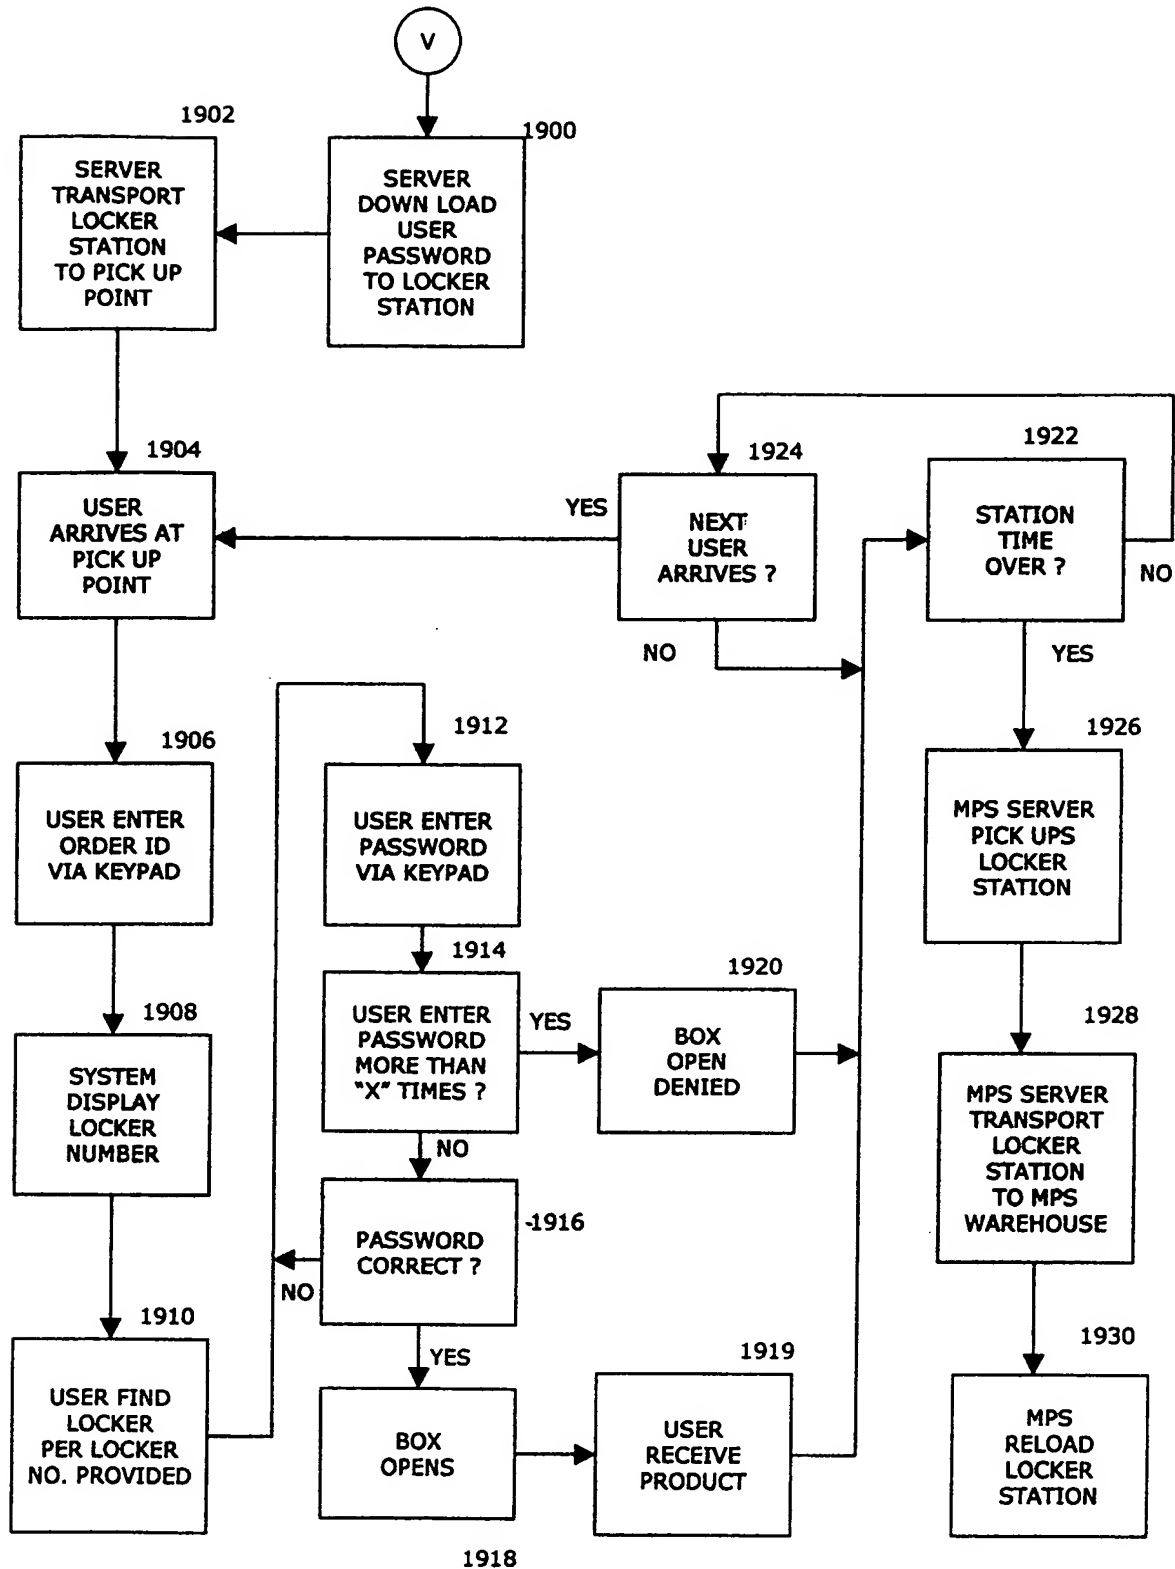 V
1902
SERVER
TRANSPORT
LOCKER
STATION
TO PICK UP
POINT
1900
SERVER
DOWN LOAD
USER
PASSWORD
TO LOCKER
STATION
1904
USER
ARRIVES AT
PICK UP
POINT
YES
1924
NEXT
USER
ARRIVES ?
NO
1922
STATION
TIME
OVER ?
NO
YES
1906
USER ENTER
ORDER ID
VIA KEYPAD
1912
USER ENTER
PASSWORD
VIA KEYPAD
1926
MPS SERVER
PICK UPS
LOCKER
STATION
1908
SYSTEM
DISPLAY
LOCKER
NUMBER
1914
USER ENTER
PASSWORD
MORE THAN
"X" TIMES ?
YES
NO
1920
BOX
OPEN
DENIED
1928
MPS SERVER
TRANSPORT
LOCKER
STATION
TO MPS
WAREHOUSE
1916
PASSWORD
CORRECT ?
NO
YES
1910
USER FIND
LOCKER
PER LOCKER
NO. PROVIDED
BOX
OPENS
1918
1919
USER
RECEIVE
PRODUCT
1930
MPS
RELOAD
LOCKER
STATION